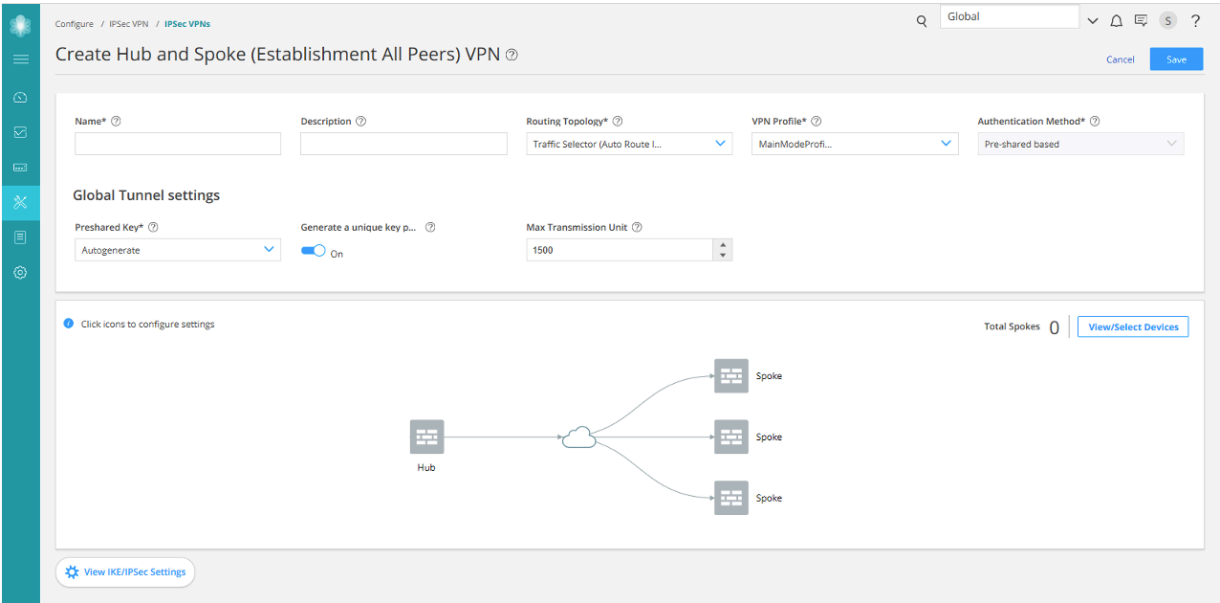 Configure / IPSec VPN / IPSec VPNs
Global
S ?
Create Hub and Spoke (Establishment All Peers) VPN ?
Cancel
Save
Name* ?
Description ?
Routing Topology* ?
VPN Profile* ?
Authentication Method* ?
Traffic Selector (Auto Route I...
MainModeProfi...
Pre-shared based
Global Tunnel settings
Preshared Key* ?
Generate a unique key p... ?
Max Transmission Unit ?
Autogenerate
On
1500
Click icons to configure settings
Total Spokes 0
View/Select Devices
Spoke
Spoke
Hub
Spoke
View IKE/IPSec Settings